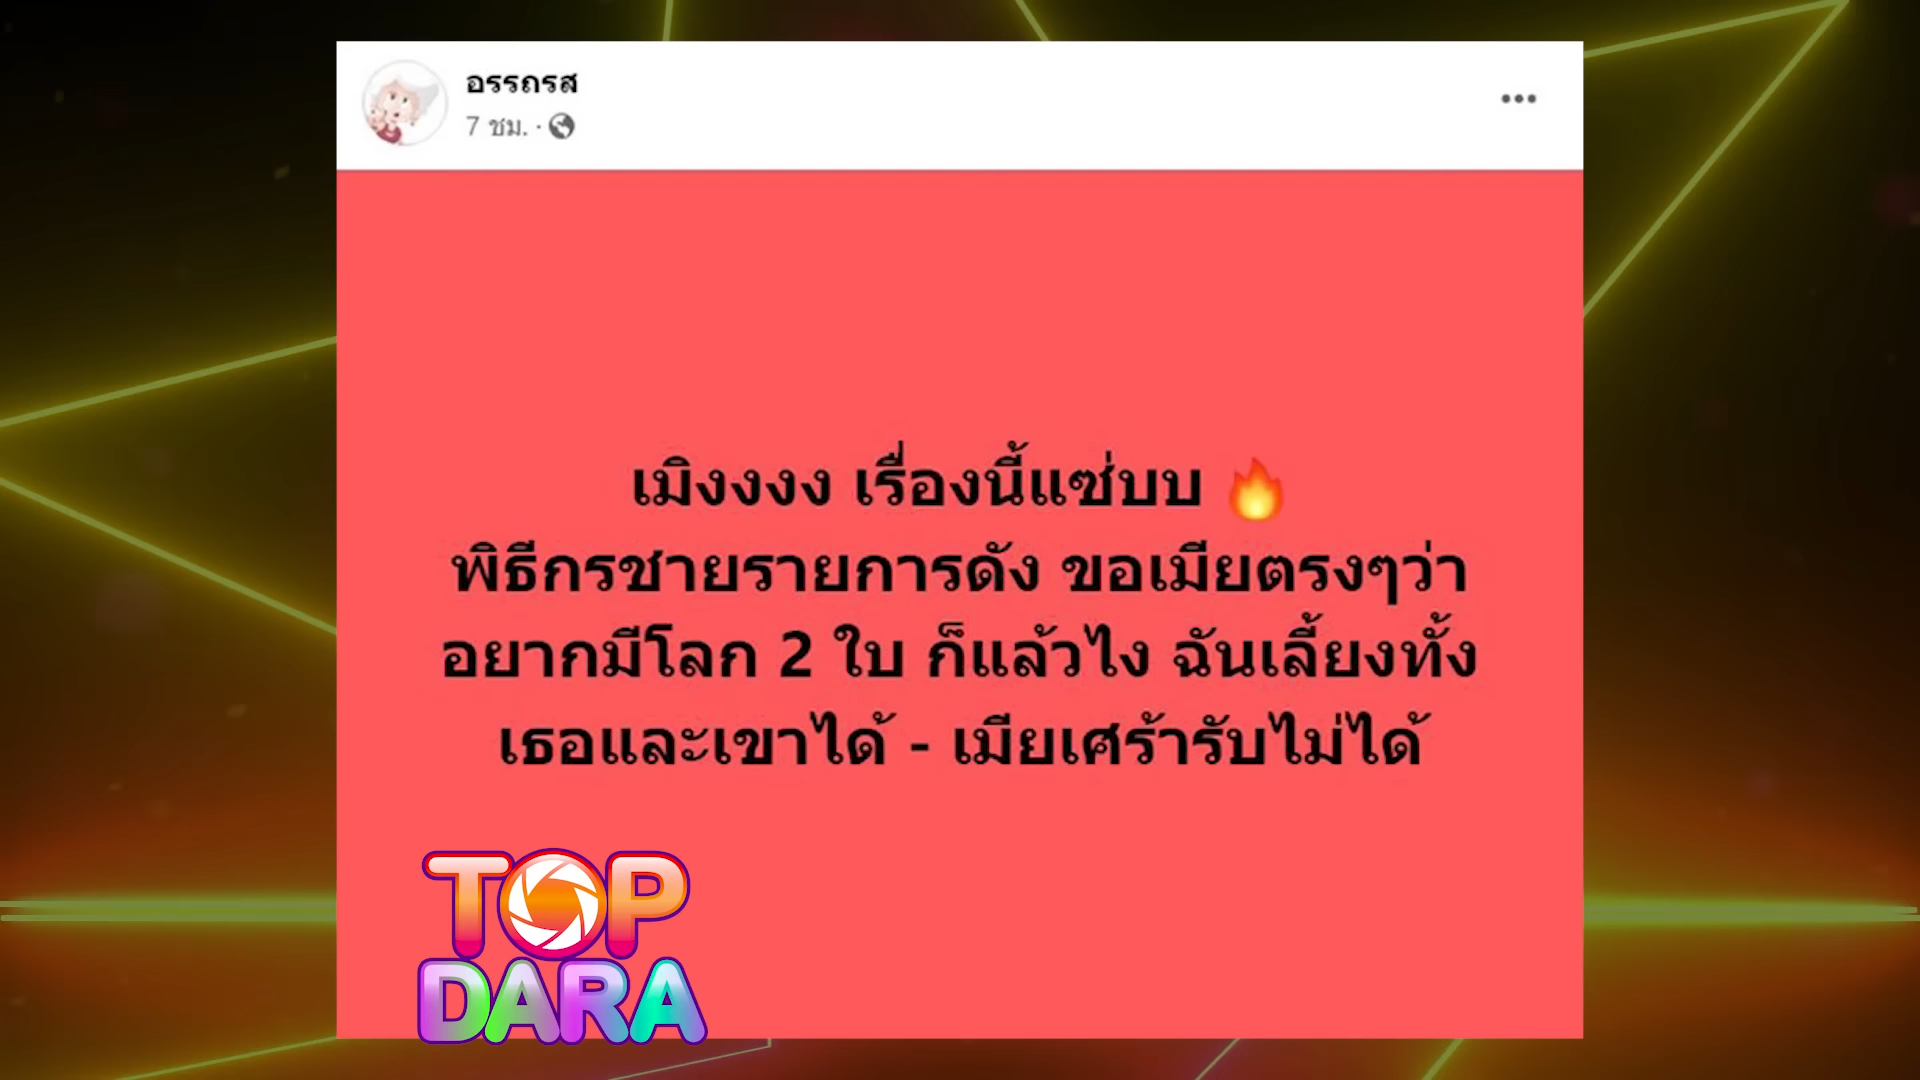 อรรถรส
7 ชม. ·
เมิงงงง เรื่องนี้แซ่บบ 🔥
พิธีกรชายรายการดัง ขอเมียตรงๆว่า
อยากมีโลก 2 ใบ ก็แล้วไง ฉันเลี้ยงทั้ง
เธอและเขาได้ - เมียเศร้ารับไม่ได้
TOP
DARA